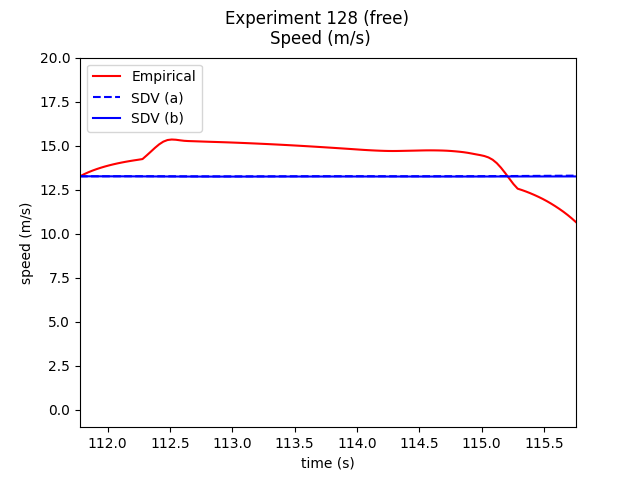 Experiment 128 (free)
Speed (m/s)
20.0
17.5
15.0
12.5
10.0
7.5
5.0
2.5
0.0
speed (m/s)
Empirical
SDV (a)
SDV (b)
112.0 112.5 113.0 113.5 114.0 114.5 115.0 115.5
time (s)